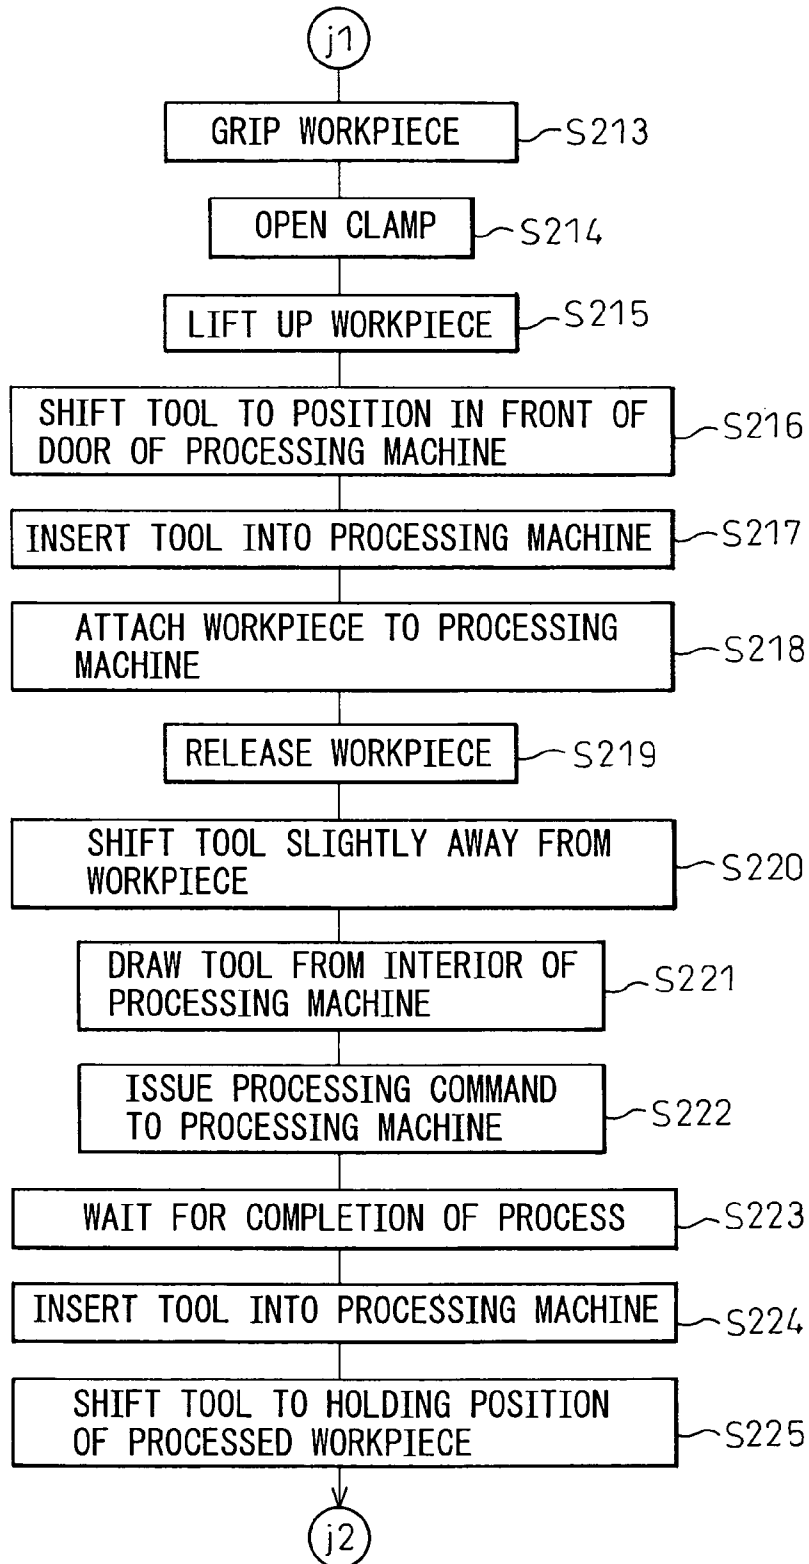 j1
GRIP WORKPIECE
S213
OPEN CLAMP
S214
LIFT UP WORKPIECE
S215
SHIFT TOOL TO POSITION IN FRONT OF
DOOR OF PROCESSING MACHINE
S216
INSERT TOOL INTO PROCESSING MACHINE
S217
ATTACH WORKPIECE TO PROCESSING
MACHINE
S218
RELEASE WORKPIECE
S219
SHIFT TOOL SLIGHTLY AWAY FROM
WORKPIECE
S220
DRAW TOOL FROM INTERIOR OF
PROCESSING MACHINE
S221
ISSUE PROCESSING COMMAND
TO PROCESSING MACHINE
S222
WAIT FOR COMPLETION OF PROCESS
S223
INSERT TOOL INTO PROCESSING MACHINE
S224
SHIFT TOOL TO HOLDING POSITION
OF PROCESSED WORKPIECE
S225
j2